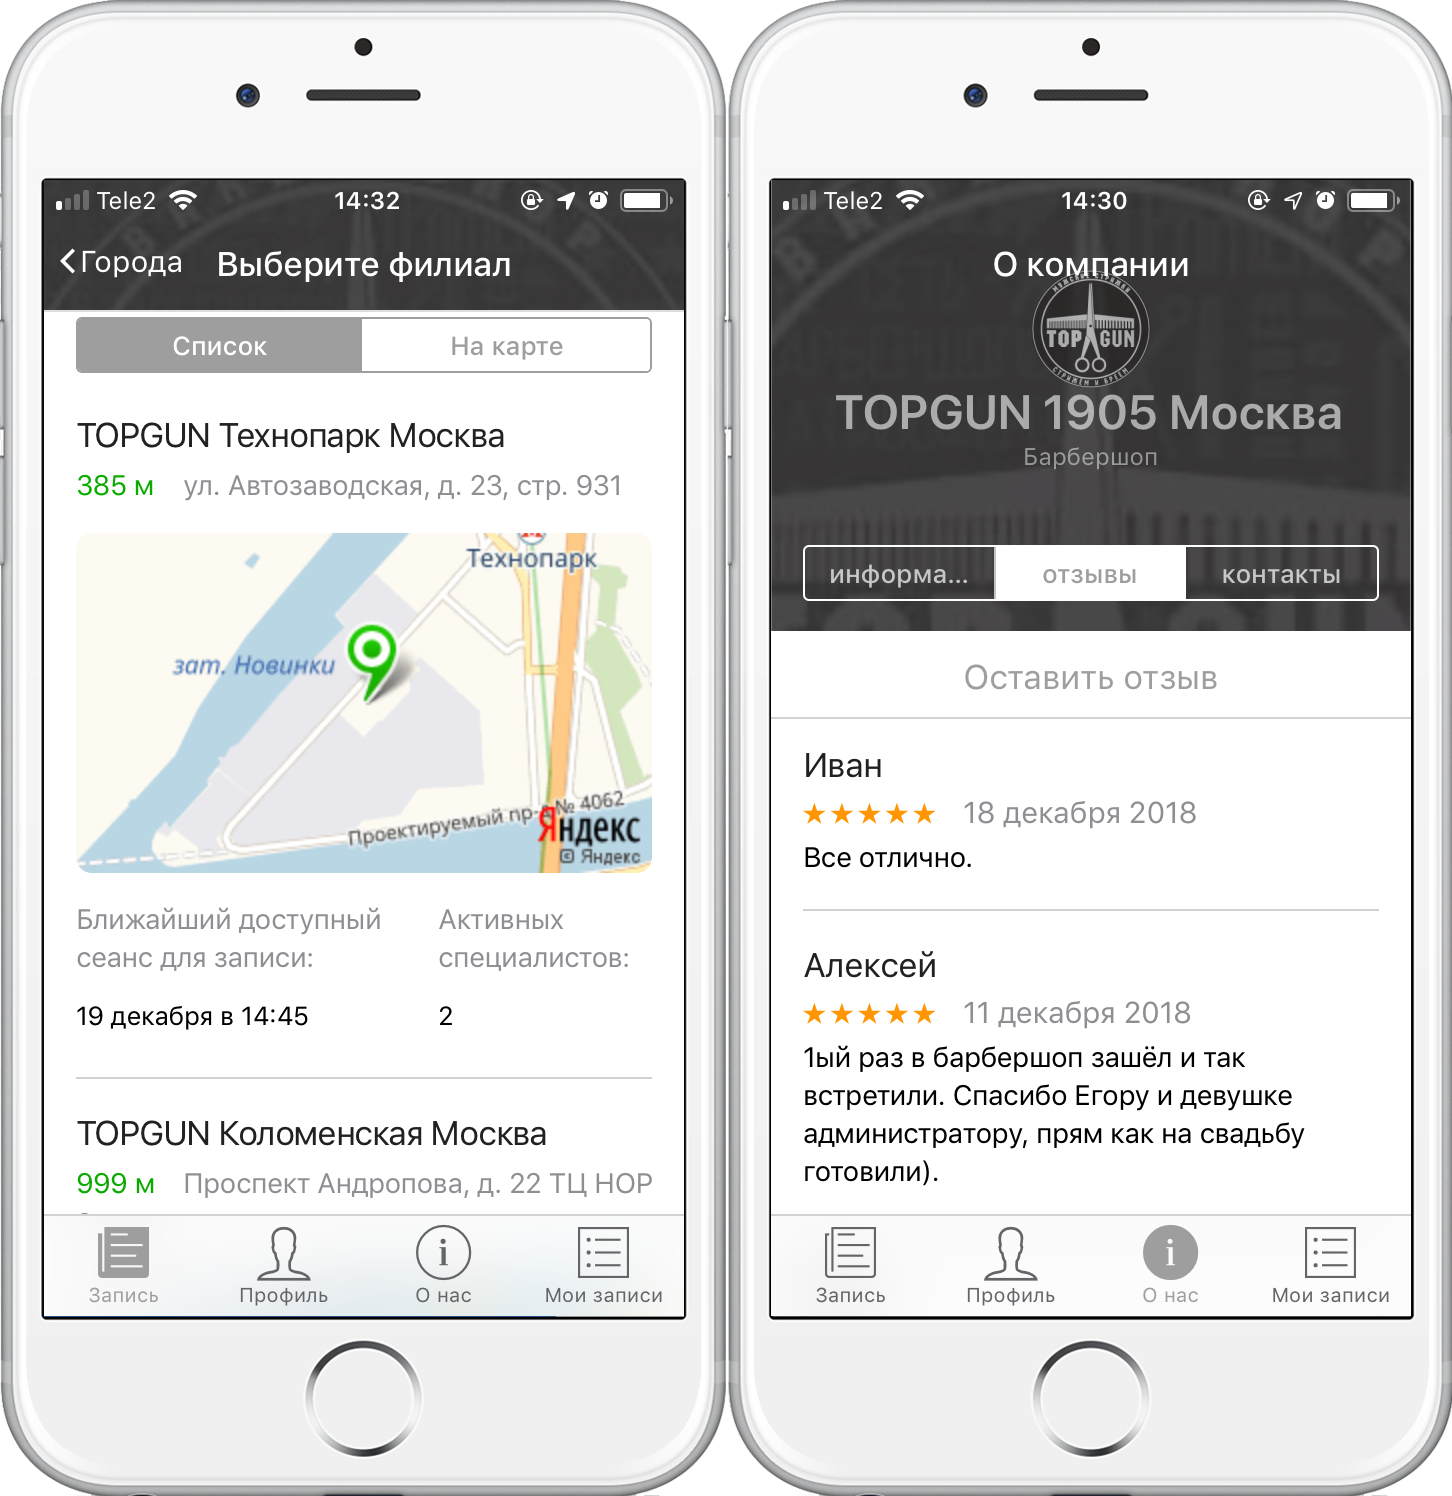 Tele2 14:32
Города Выберите филиал
Список На карте
TOPGUN Технопарк Москва
385 м ул. Автозаводская, д. 23, стр. 931
Технопарк
зат. Новинки
Проектируемый пр-д № 4062
Яндекс
© Яндекс
Ближайший доступный
сеанс для записи:
19 декабря в 14:45
Активных
специалистов:
2
TOPGUN Коломенская Москва
999 м Проспект Андропова, д. 22 ТЦ НОР
Запись Профиль О нас Мои записи
Tele2 14:30
О компании
МУЖСКИЕ СТРИЖКИ
TOPGUN
СТРИЖЁМ И БРЕЕМ
TOPGUN 1905 Москва
Барбершоп
информа... отзывы контакты
Оставить отзыв
Иван
★★★★★ 18 декабря 2018
Все отлично.
Алексей
★★★★★ 11 декабря 2018
1ый раз в барбершоп зашёл и так
встретили. Спасибо Егору и девушке
администратору, прям как на свадьбу
готовили).
Запись Профиль О нас Мои записи